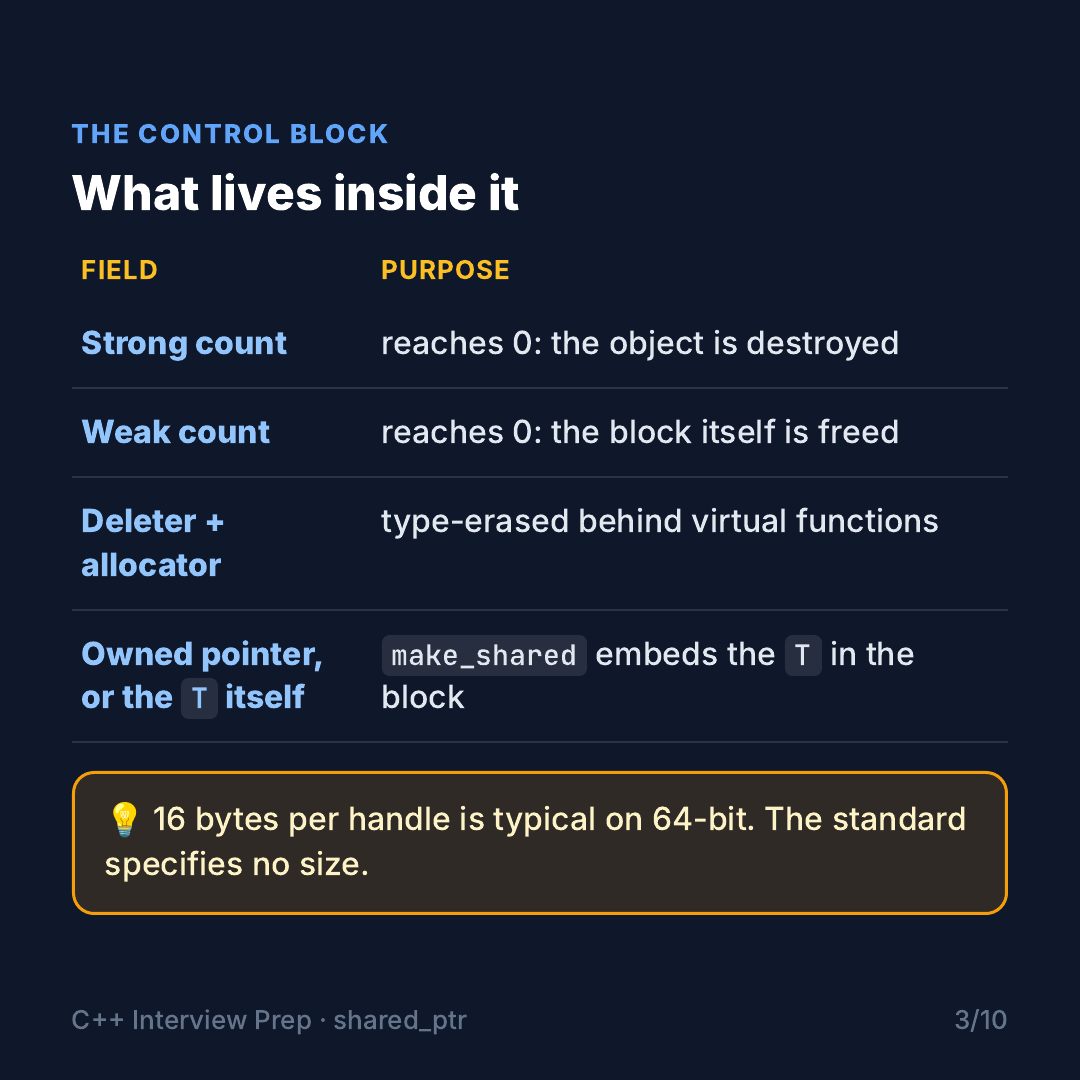 THE CONTROL BLOCK
What lives inside it
FIELD PURPOSE
Strong count reaches 0: the object is destroyed
Weak count reaches 0: the block itself is freed
Deleter + type-erased behind virtual functions
allocator
Owned pointer, make_shared embeds the T in the
or the T itself block
💡 16 bytes per handle is typical on 64-bit. The standard
specifies no size.
C++ Interview Prep · shared_ptr 3/10